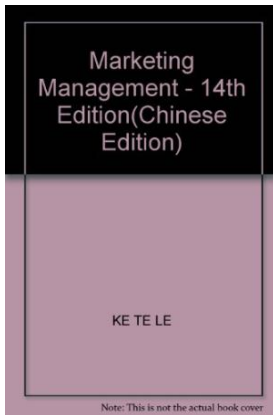 Marketing
Management - 14th
Edition(Chinese
Edition)
KE TE LE
Note: This is not the actual book cover